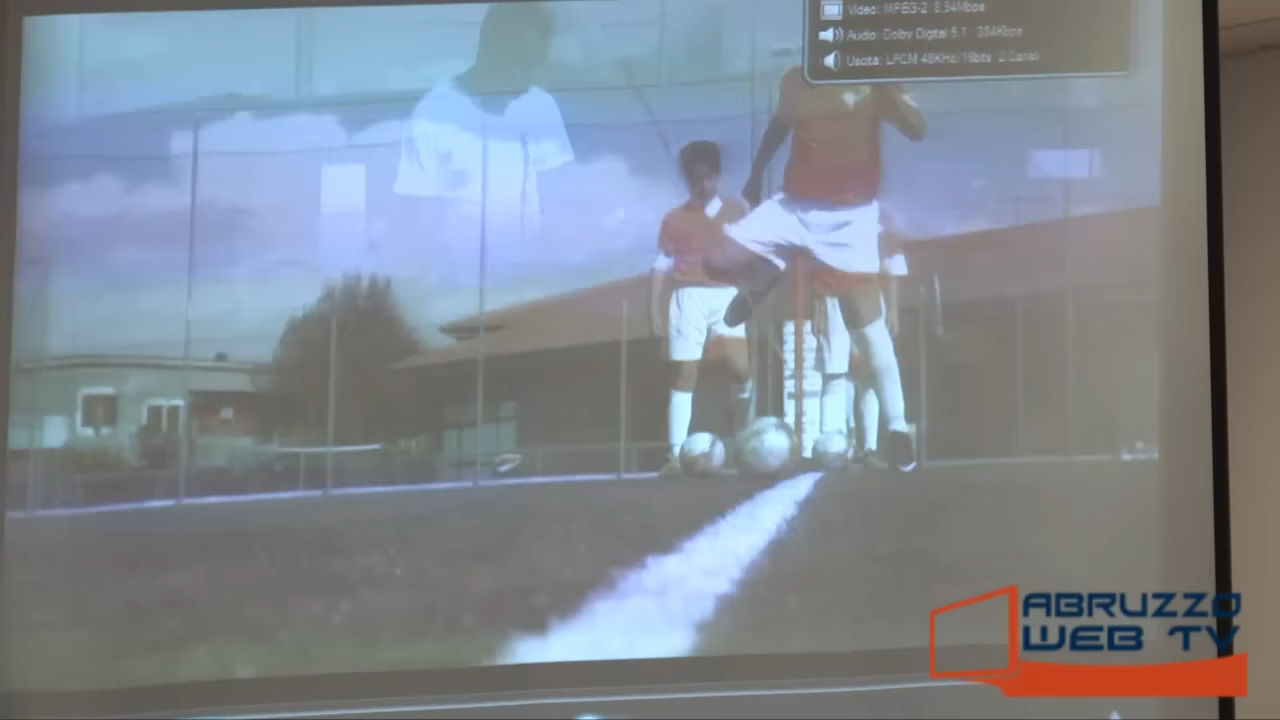 Video: MPEG-2 8.94Mbps
Audio: Dolby Digital 5.1 384Kbps
Uscita: LPCM 48KHz/16bits 2 Canali
ABRUZZO
WEB TV